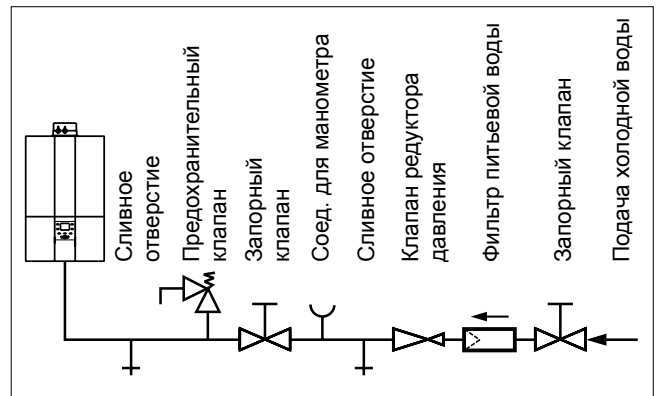 Сливное
отверстие
Предохранительный
клапан
Запорный
клапан
Соед. для манометра
Сливное отверстие
Клапан редуктора
давления
Фильтр питьевой воды
Запорный клапан
Подача холодной воды